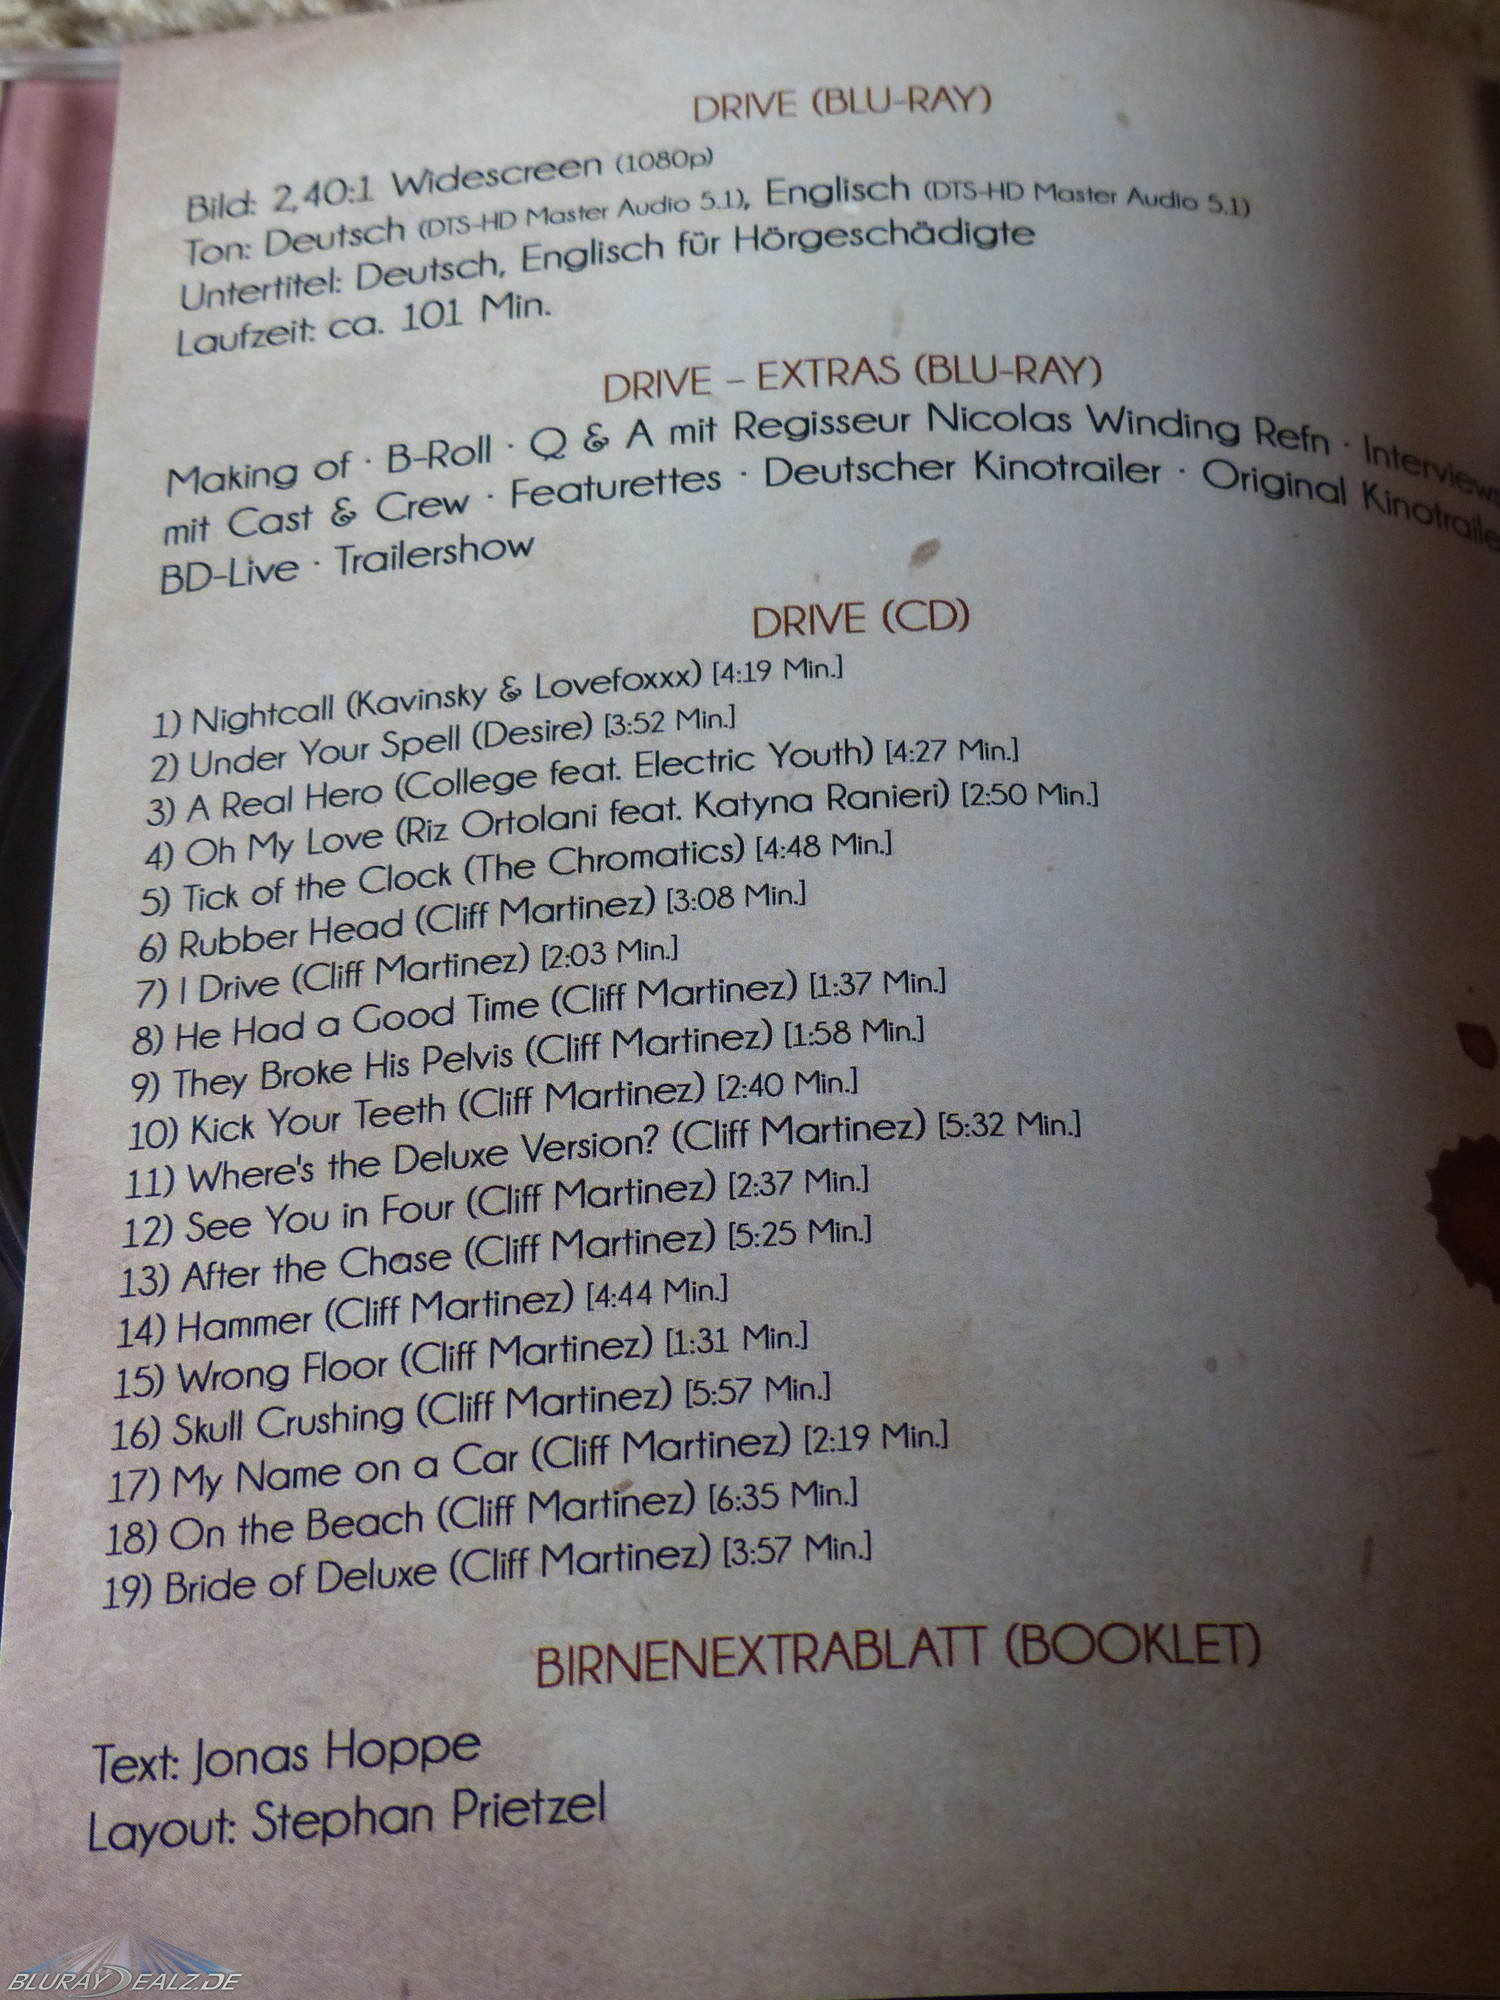 DRIVE (BLU-RAY)
Bild: 2,40:1 Widescreen (1080p)
Ton: Deutsch (DTS-HD Master Audio 5.1), Englisch (DTS-HD Master Audio 5.1)
Untertitel: Deutsch, Englisch für Hörgeschädigte
Laufzeit: ca. 101 Min.
DRIVE – EXTRAS (BLU-RAY)
Making of · B-Roll · Q & A mit Regisseur Nicolas Winding Refn · Interviews
mit Cast & Crew · Featurettes · Deutscher Kinotrailer · Original
BD-Live · Trailershow
DRIVE (CD)
1) Nightcall (Kavinsky & Lovefoxxx) [4:19 Min.]
2) Under Your Spell (Desire) [3:52 Min.]
3) A Real Hero (College feat. Electric Youth) [4:27 Min.]
4) Oh My Love (Riz Ortolani feat. Katyna Ranieri) [2:50 Min.]
5) Tick of the Clock (The Chromatics) [4:48 Min.]
6) Rubber Head (Cliff Martinez) [3:08 Min.]
7) I Drive (Cliff Martinez) [2:03 Min.]
8) He Had a Good Time (Cliff Martinez) [1:37 Min.]
9) They Broke His Pelvis (Cliff Martinez) [1:58 Min.]
10) Kick Your Teeth (Cliff Martinez) [2:40 Min.]
11) Where's the Deluxe Version? (Cliff Martinez) [5:32 Min.]
12) See You in Four (Cliff Martinez) [2:37 Min.]
13) After the Chase (Cliff Martinez) [5:25 Min.]
14) Hammer (Cliff Martinez) [4:44 Min.]
15) Wrong Floor (Cliff Martinez) [1:31 Min.]
16) Skull Crushing (Cliff Martinez) [5:57 Min.]
17) My Name on a Car (Cliff Martinez) [2:19 Min.]
18) On the Beach (Cliff Martinez) [6:35 Min.]
19) Bride of Deluxe (Cliff Martinez) [3:57 Min.]
BIRNENEXTRABLATT (BOOKLET)
Text: Jonas Hoppe
Layout: Stephan Prietzel
BLURAYDEALZ.DE